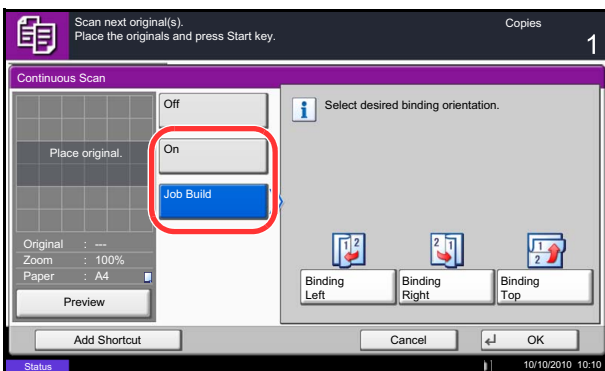 Scan next original(s).
Place the originals and press Start key.
Copies
1
Continuous Scan
Place original.
Original : ---
Zoom : 100%
Paper : A4
Preview
Off
On
Job Build
Select desired binding orientation.
Binding
Left
Binding
Right
Binding
Top
Add Shortcut
Cancel
OK
Status
10/10/2010 10:10